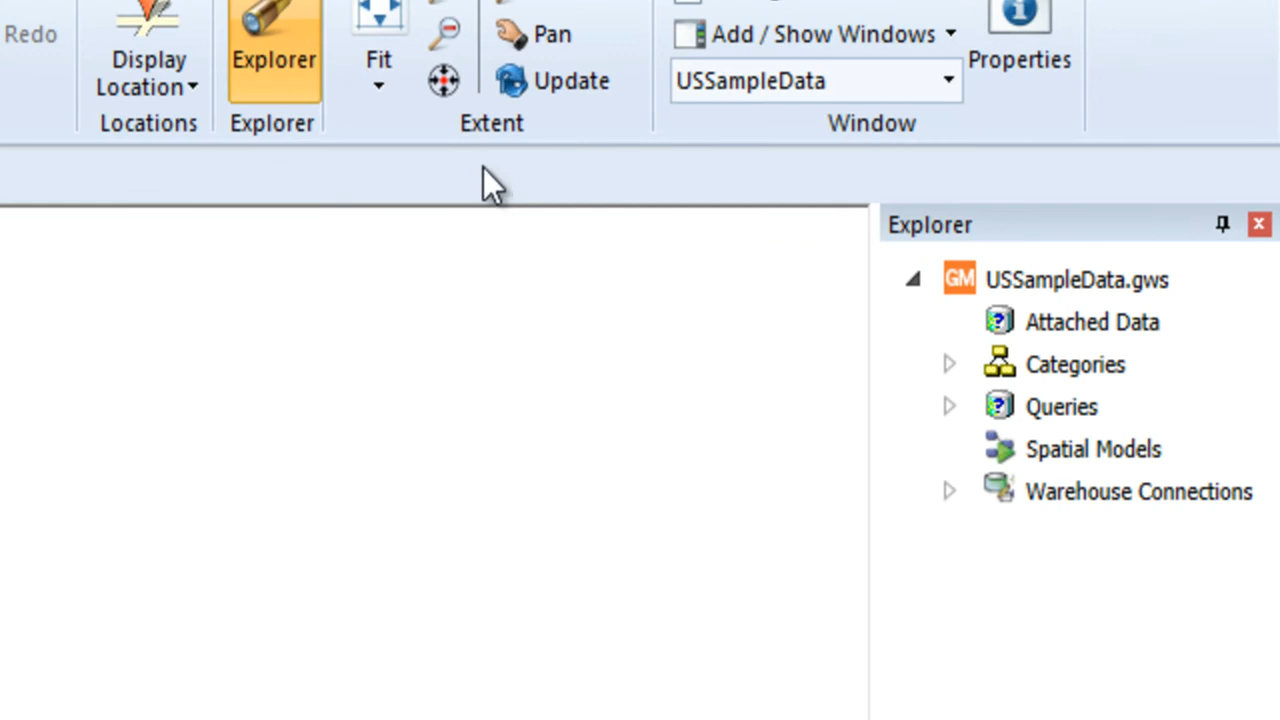 Redo
Display
Location
Locations
Explorer
Explorer
Fit
Pan
Update
Extent
Add / Show Windows
USSampleData
Window
Properties
Explorer
GM USSampleData.gws
Attached Data
Categories
Queries
Spatial Models
Warehouse Connections